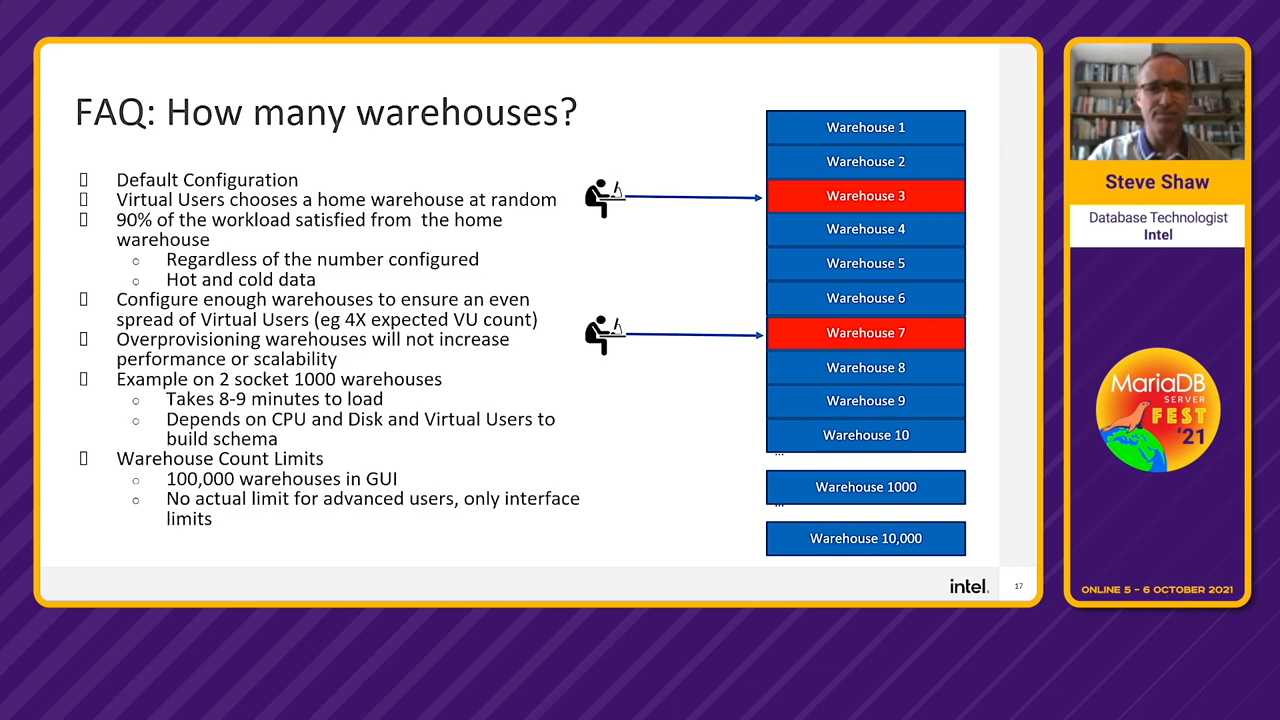 FAQ: How many warehouses?
Default Configuration
Virtual Users chooses a home warehouse at random
90% of the workload satisfied from the home
warehouse
Regardless of the number configured
Hot and cold data
Configure enough warehouses to ensure an even
spread of Virtual Users (eg 4X expected VU count)
Overprovisioning warehouses will not increase
performance or scalability
Example on 2 socket 1000 warehouses
Takes 8-9 minutes to load
Depends on CPU and Disk and Virtual Users to
build schema
Warehouse Count Limits
100,000 warehouses in GUI
No actual limit for advanced users, only interface
limits
Warehouse 1
Warehouse 2
Warehouse 3
Warehouse 4
Warehouse 5
Warehouse 6
Warehouse 7
Warehouse 8
Warehouse 9
Warehouse 10
...
Warehouse 1000
...
Warehouse 10,000
intel.
17
Steve Shaw
Database Technologist
Intel
MariaDB
SERVER
FEST
'21
ONLINE 5 - 6 OCTOBER 2021